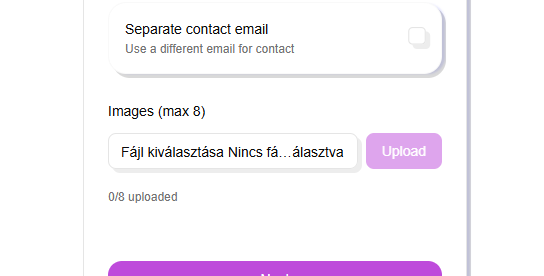 Separate contact email
Use a different email for contact
Images (max 8)
Fájl kiválasztása Nincs fá…álasztva
Upload
0/8 uploaded